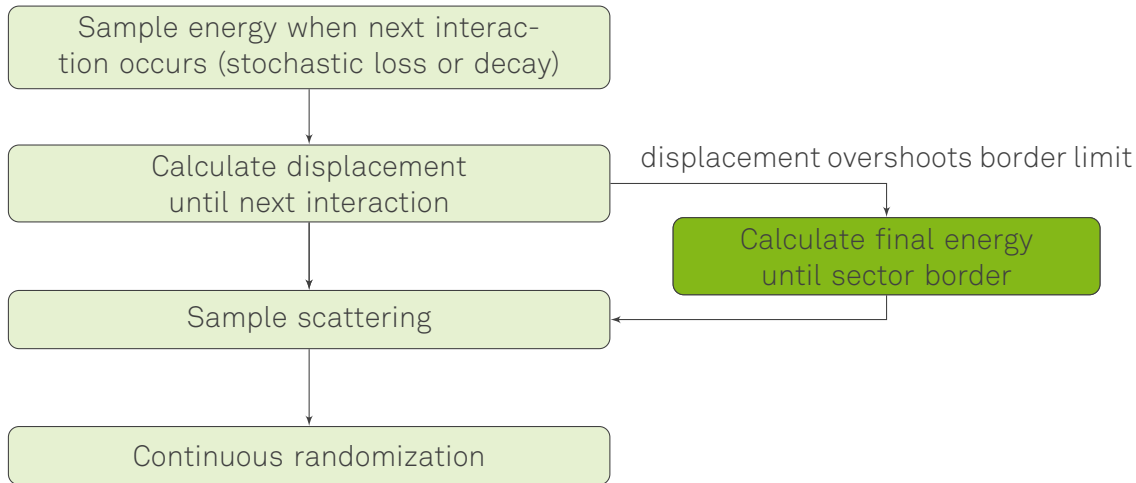 Sample energy when next interac-
tion occurs (stochastic loss or decay)
Calculate displacement
until next interaction
displacement overshoots border limit
Calculate final energy
until sector border
Sample scattering
Continuous randomization